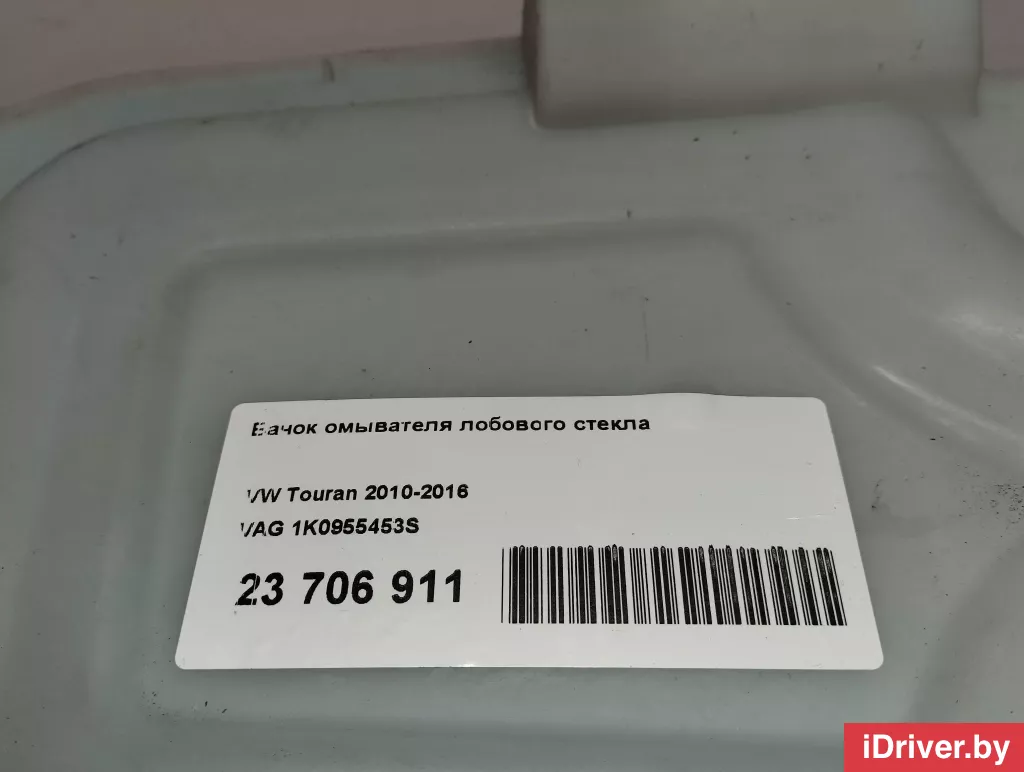 Бачок омывателя лобового стекла
VW Touran 2010-2016
VAG 1K0955453S
23 706 911
iDriver.by